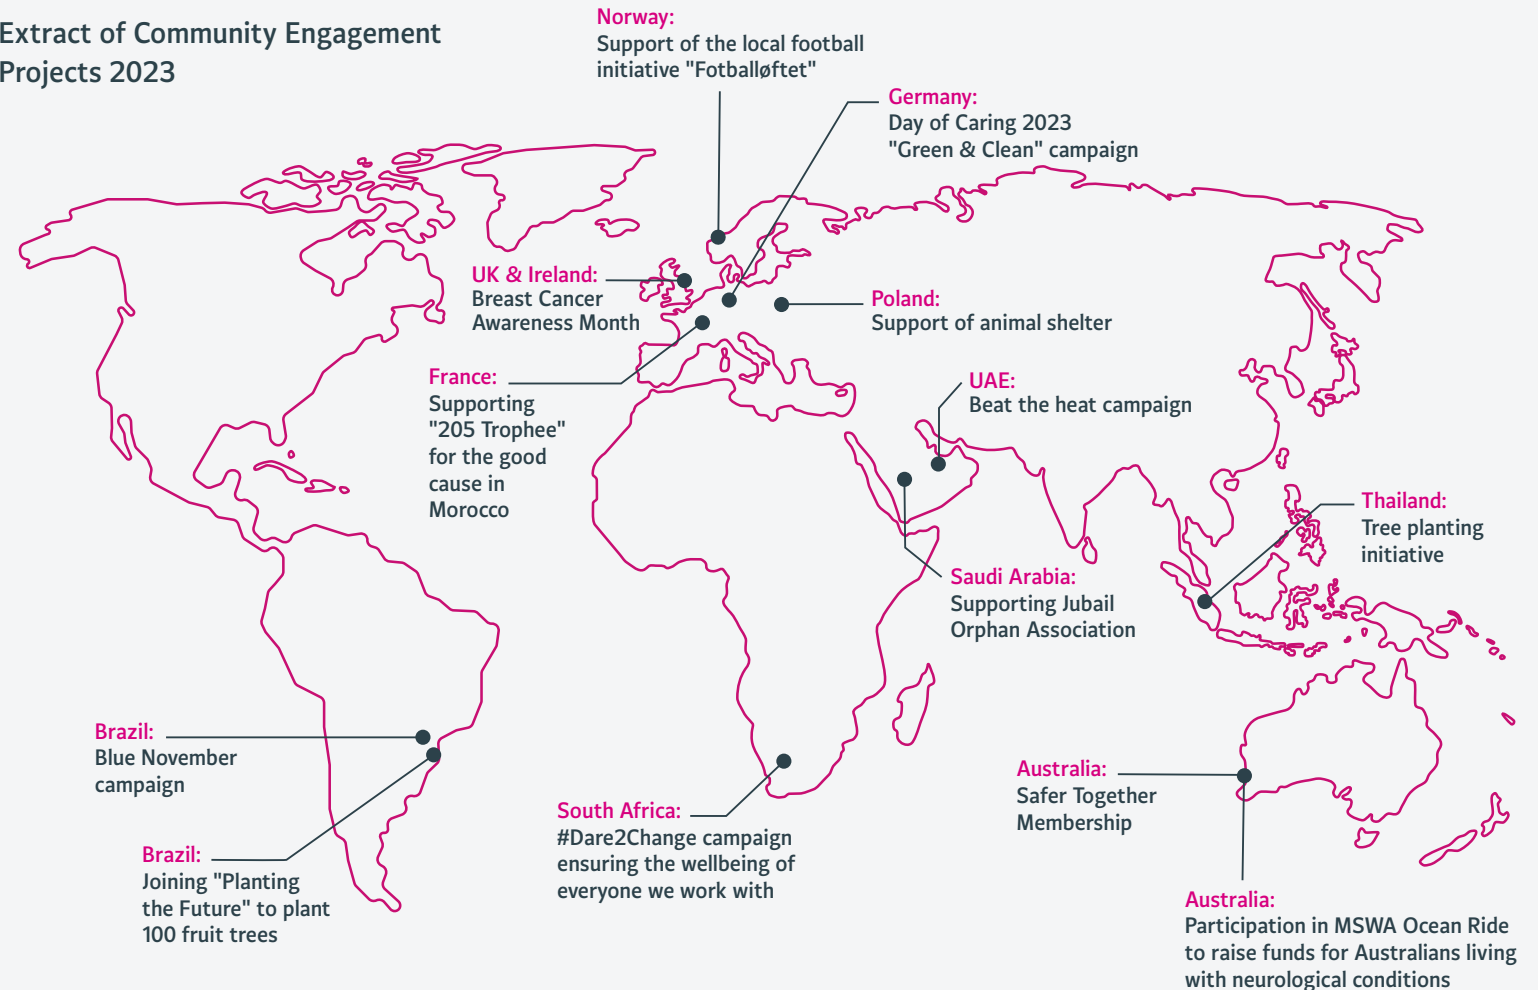 Extract of Community Engagement
Projects 2023
Norway:
Support of the local football
initiative "Fotballøftet"
Germany:
Day of Caring 2023
"Green & Clean" campaign
UK & Ireland:
Breast Cancer
Awareness Month
Poland:
Support of animal shelter
France:
Supporting
"205 Trophee"
for the good
cause in
Morocco
UAE:
Beat the heat campaign
Thailand:
Tree planting
initiative
Saudi Arabia:
Supporting Jubail
Orphan Association
Brazil:
Blue November
campaign
Brazil:
Joining "Planting
the Future" to plant
100 fruit trees
South Africa:
#Dare2Change campaign
ensuring the wellbeing of
everyone we work with
Australia:
Safer Together
Membership
Australia:
Participation in MSWA Ocean Ride
to raise funds for Australians living
with neurological conditions